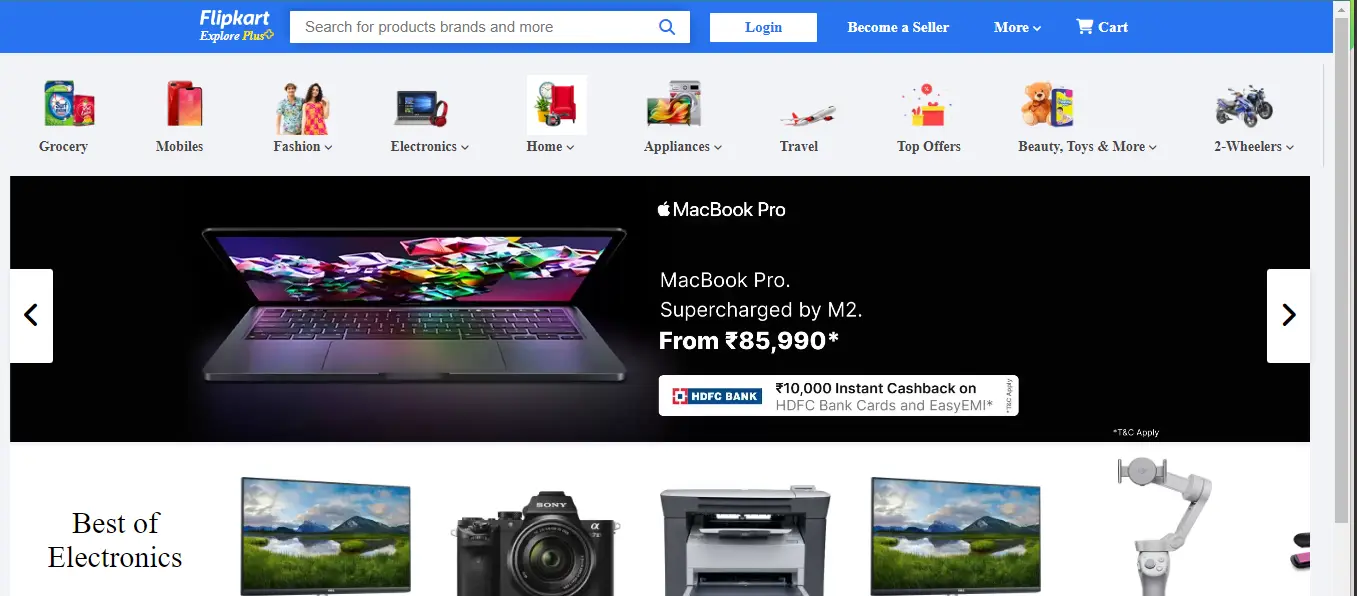 Flipkart
Explore Plus
Search for products brands and more
Login
Become a Seller
More
Cart
Grocery
Mobiles
Fashion
Electronics
Home
Appliances
Travel
Top Offers
Beauty, Toys & More
2-Wheelers
MacBook Pro
MacBook Pro.
Supercharged by M2.
From ₹85,990*
HDFC BANK
₹10,000 Instant Cashback on
HDFC Bank Cards and EasyEMI*
*T&C Apply
*T&C Apply
Best of
Electronics
SONY
α